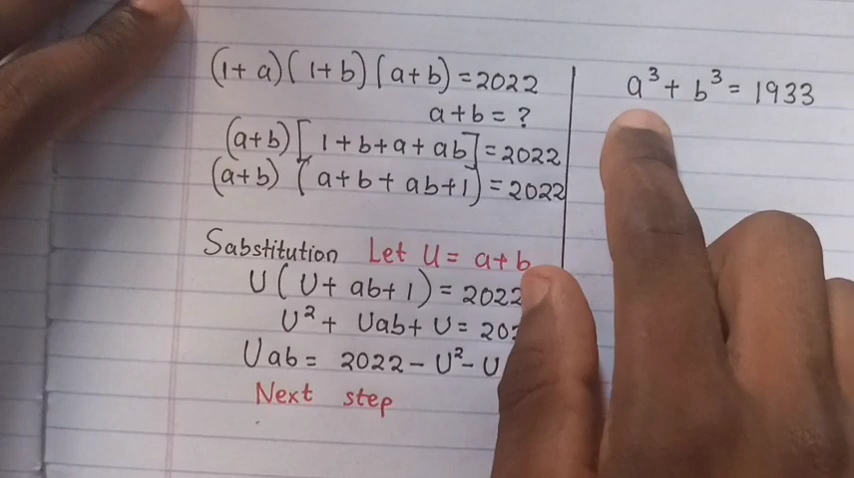 (1+a)(1+b)(a+b)=2022
a+b=?
(a+b)[1+b+a+ab]=2022
(a+b)(a+b+ab+1)=2022
Sabstitution Let U=a+b
U(U+ab+1)=2022
U²+Uab+U=202
Uab=2022-U²-U
Next step
a³+b³=1933